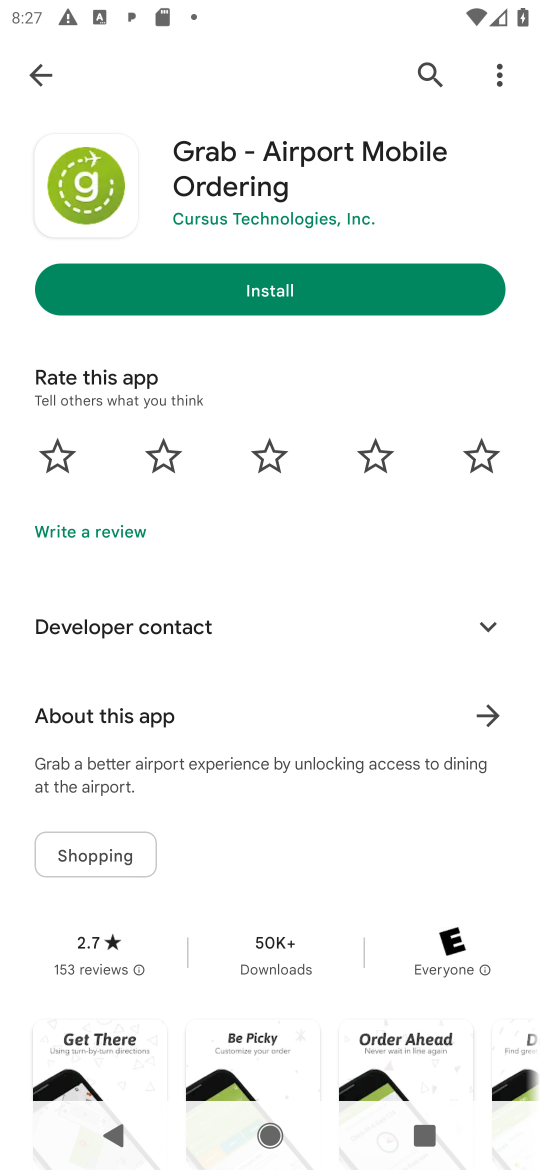 8:27
Grab - Airport Mobile
Ordering
Cursus Technologies, Inc.
Install
Rate this app
Tell others what you think
Write a review
Developer contact
About this app
Grab a better airport experience by unlocking access to dining
at the airport.
Shopping
2.7★
50K+
E
153 reviews
Downloads
Everyone
Get There
Using turn-by-turn directions
Be Picky
Customize your order
Order Ahead
Never wait in line again
Find grea